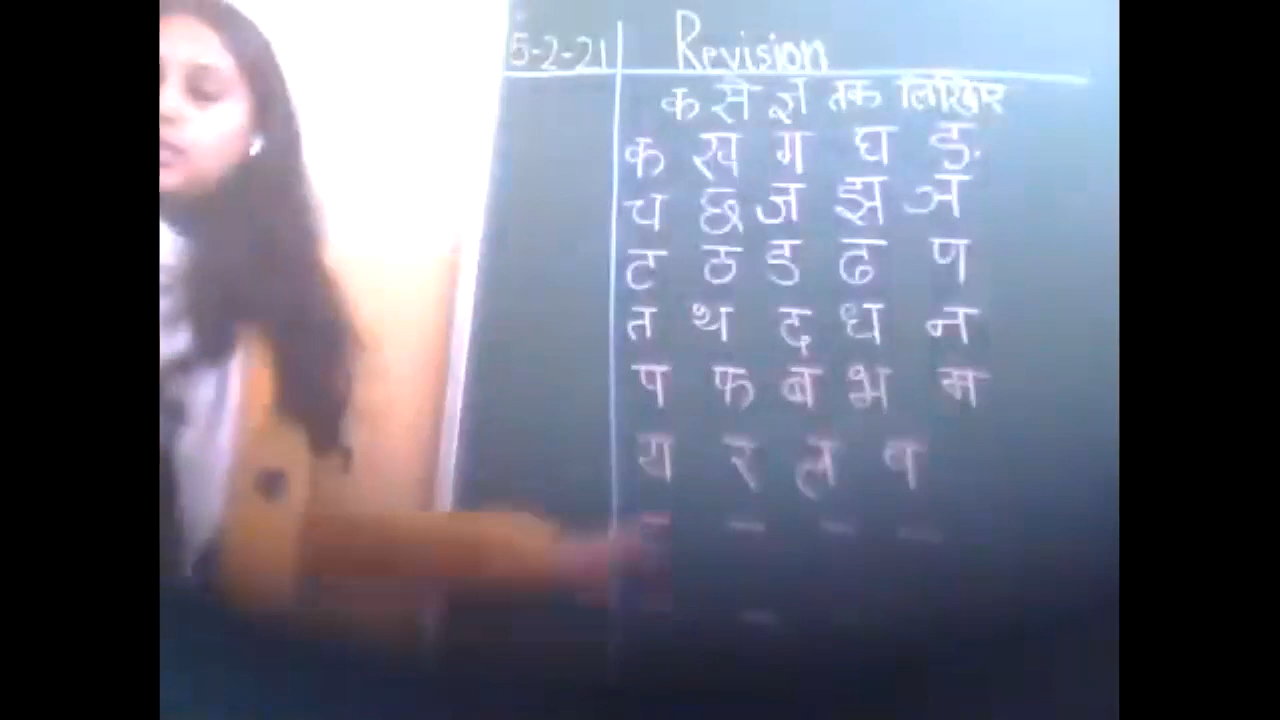 5-2-21 Revision
क से ज्ञ तक लिखिए
क ख ग घ ङ
च छ ज झ ञ
ट ठ ड ढ ण
त थ द ध न
प फ ब भ म
य र ल व
_ _ _ _
_ _